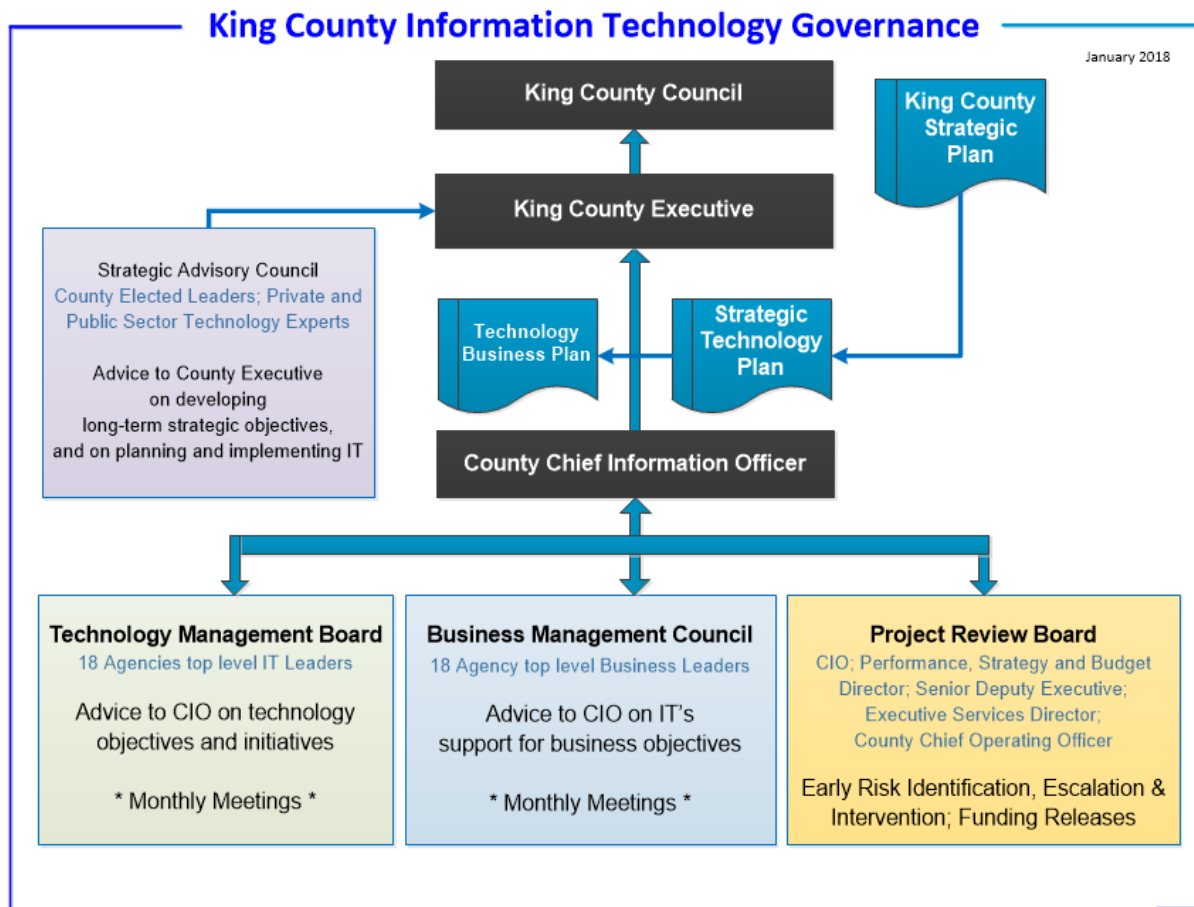 King County Information Technology Governance
January 2018
King County Council
King County
Strategic
Plan
King County Executive
Strategic Advisory Council
County Elected Leaders; Private and
Public Sector Technology Experts
Advice to County Executive
on developing
long-term strategic objectives,
and on planning and implementing IT
Technology
Business Plan
Strategic
Technology
Plan
County Chief Information Officer
Technology Management Board
18 Agencies top level IT Leaders
Advice to CIO on technology
objectives and initiatives
* Monthly Meetings *
Business Management Council
18 Agency top level Business Leaders
Advice to CIO on IT's
support for business objectives
* Monthly Meetings *
Project Review Board
CIO; Performance, Strategy and Budget
Director; Senior Deputy Executive;
Executive Services Director;
County Chief Operating Officer
Early Risk Identification, Escalation &
Intervention; Funding Releases